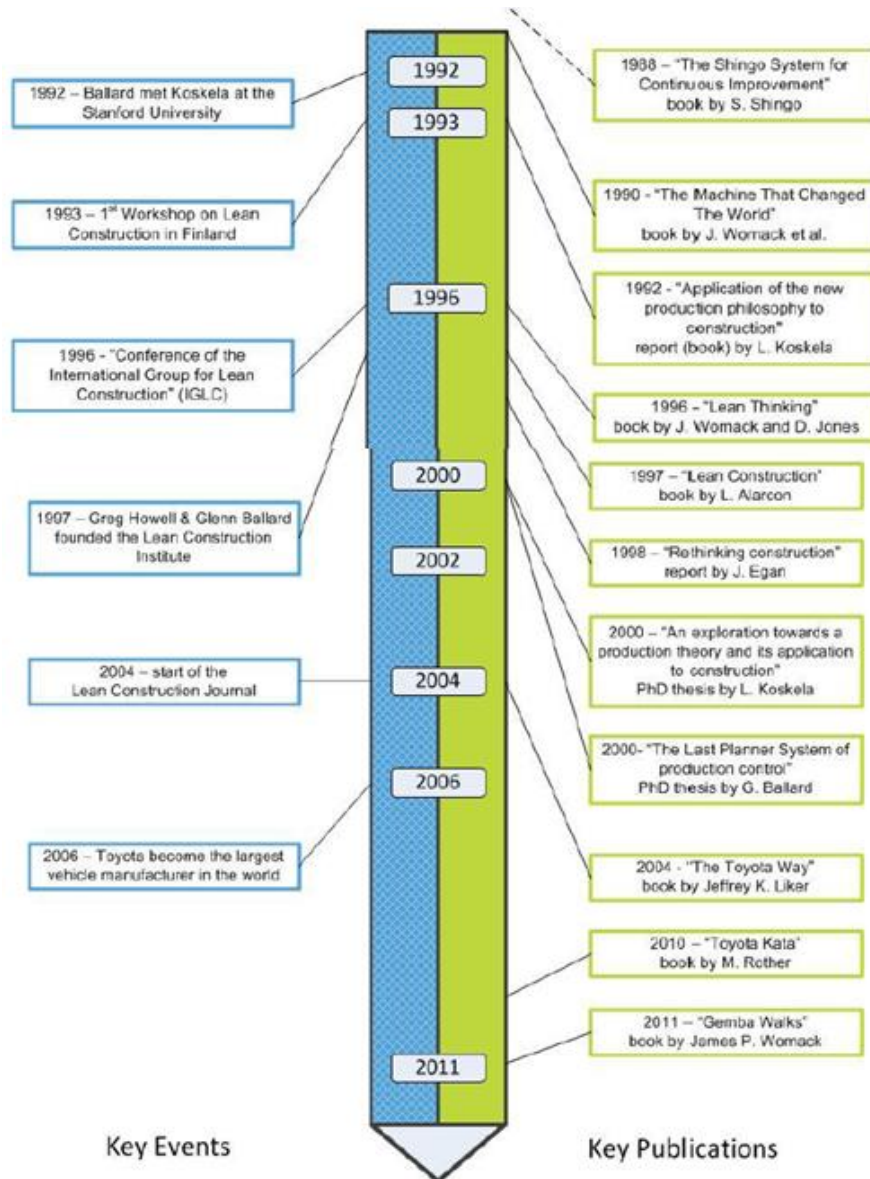 1992
1993
1996
2000
2002
2004
2006
2011
1992 – Ballard met Koskela at the
Stanford University
1993 – 1st Workshop on Lean
Construction in Finland
1996 - "Conference of the
International Group for Lean
Construction" (IGLC)
1997 – Greg Howell & Glenn Ballard
founded the Lean Construction
Institute
2004 – start of the
Lean Construction Journal
2006 – Toyota become the largest
vehicle manufacturer in the world
Key Events
1988 – "The Shingo System for
Continuous Improvement"
book by S. Shingo
1990 - "The Machine That Changed
The World"
book by J. Womack et al.
1992 - "Application of the new
production philosophy to
construction"
report (book) by L. Koskela
1996 – "Lean Thinking"
book by J. Womack and D. Jones
1997 – "Lean Construction"
book by L. Alarcon
1998 – "Rethinking construction"
report by J. Egan
2000 – "An exploration towards a
production theory and its application
to construction"
PhD thesis by L. Koskela
2000- "The Last Planner System of
production control"
PhD thesis by G. Ballard
2004 - "The Toyota Way"
book by Jeffrey K. Liker
2010 – "Toyota Kata"
book by M. Rother
2011 – "Gemba Walks"
book by James P. Womack
Key Publications